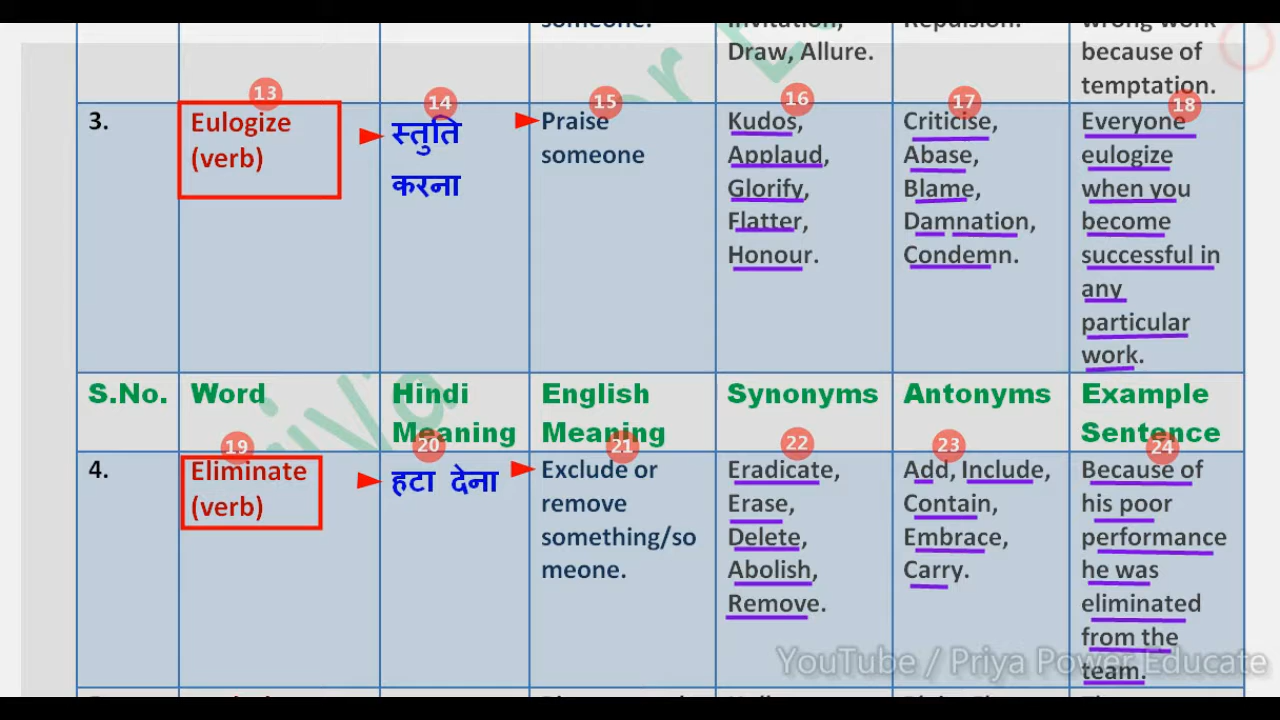 someone.
Invitation,
Draw, Allure.
Repulsion.
wrong work
because of
temptation.
13
14
15
16
17
18
3.
Eulogize
(verb)
स्तुति
करना
Praise
someone
Kudos,
Applaud,
Glorify,
Flatter,
Honour.
Criticise,
Abase,
Blame,
Damnation,
Condemn.
Everyone
eulogize
when you
become
successful in
any
particular
work.
S.No.
Word
Hindi
Meaning
English
Meaning
Synonyms
Antonyms
Example
Sentence
19
20
21
22
23
24
4.
Eliminate
(verb)
हटा देना
Exclude or
remove
something/so
meone.
Eradicate,
Erase,
Delete,
Abolish,
Remove.
Add, Include,
Contain,
Embrace,
Carry.
Because of
his poor
performance
he was
eliminated
from the
team.
YouTube / Priya Power Educate